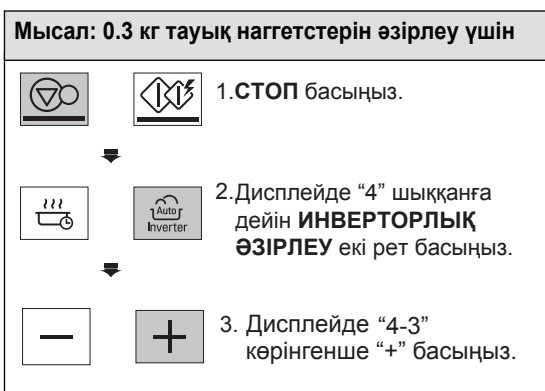 Мысал: 0.3 кг тауық наггетстерін әзірлеу үшін
1.СТОП басыңыз.
Auto
Inverter
2.Дисплейде “4” шыққанға
дейін ИНВЕРТОРЛЫҚ
ӘЗІРЛЕУ екі рет басыңыз.
3. Дисплейде “4-3”
көрінгенше “+” басыңыз.